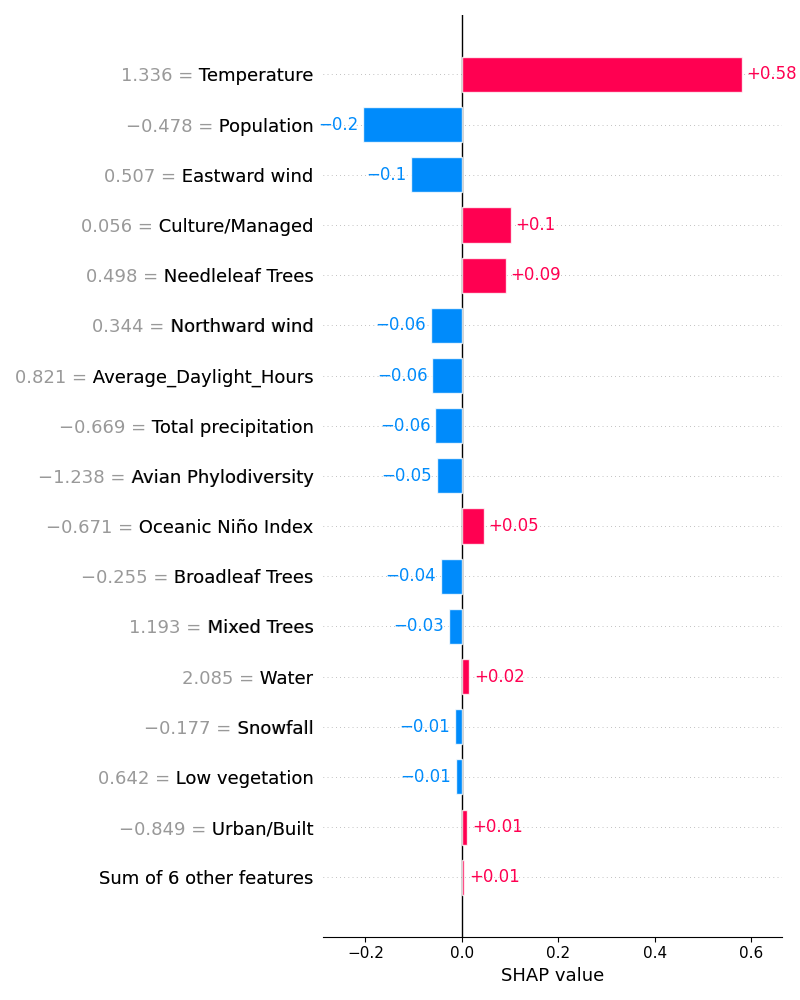 1.336 = Temperature +0.58
−0.478 = Population −0.2
0.507 = Eastward wind −0.1
0.056 = Culture/Managed +0.1
0.498 = Needleleaf Trees +0.09
0.344 = Northward wind −0.06
0.821 = Average_Daylight_Hours −0.06
−0.669 = Total precipitation −0.06
−1.238 = Avian Phylodiversity −0.05
−0.671 = Oceanic Niño Index +0.05
−0.255 = Broadleaf Trees −0.04
1.193 = Mixed Trees −0.03
2.085 = Water +0.02
−0.177 = Snowfall −0.01
0.642 = Low vegetation −0.01
−0.849 = Urban/Built +0.01
Sum of 6 other features +0.01
−0.2 0.0 0.2 0.4 0.6
SHAP value